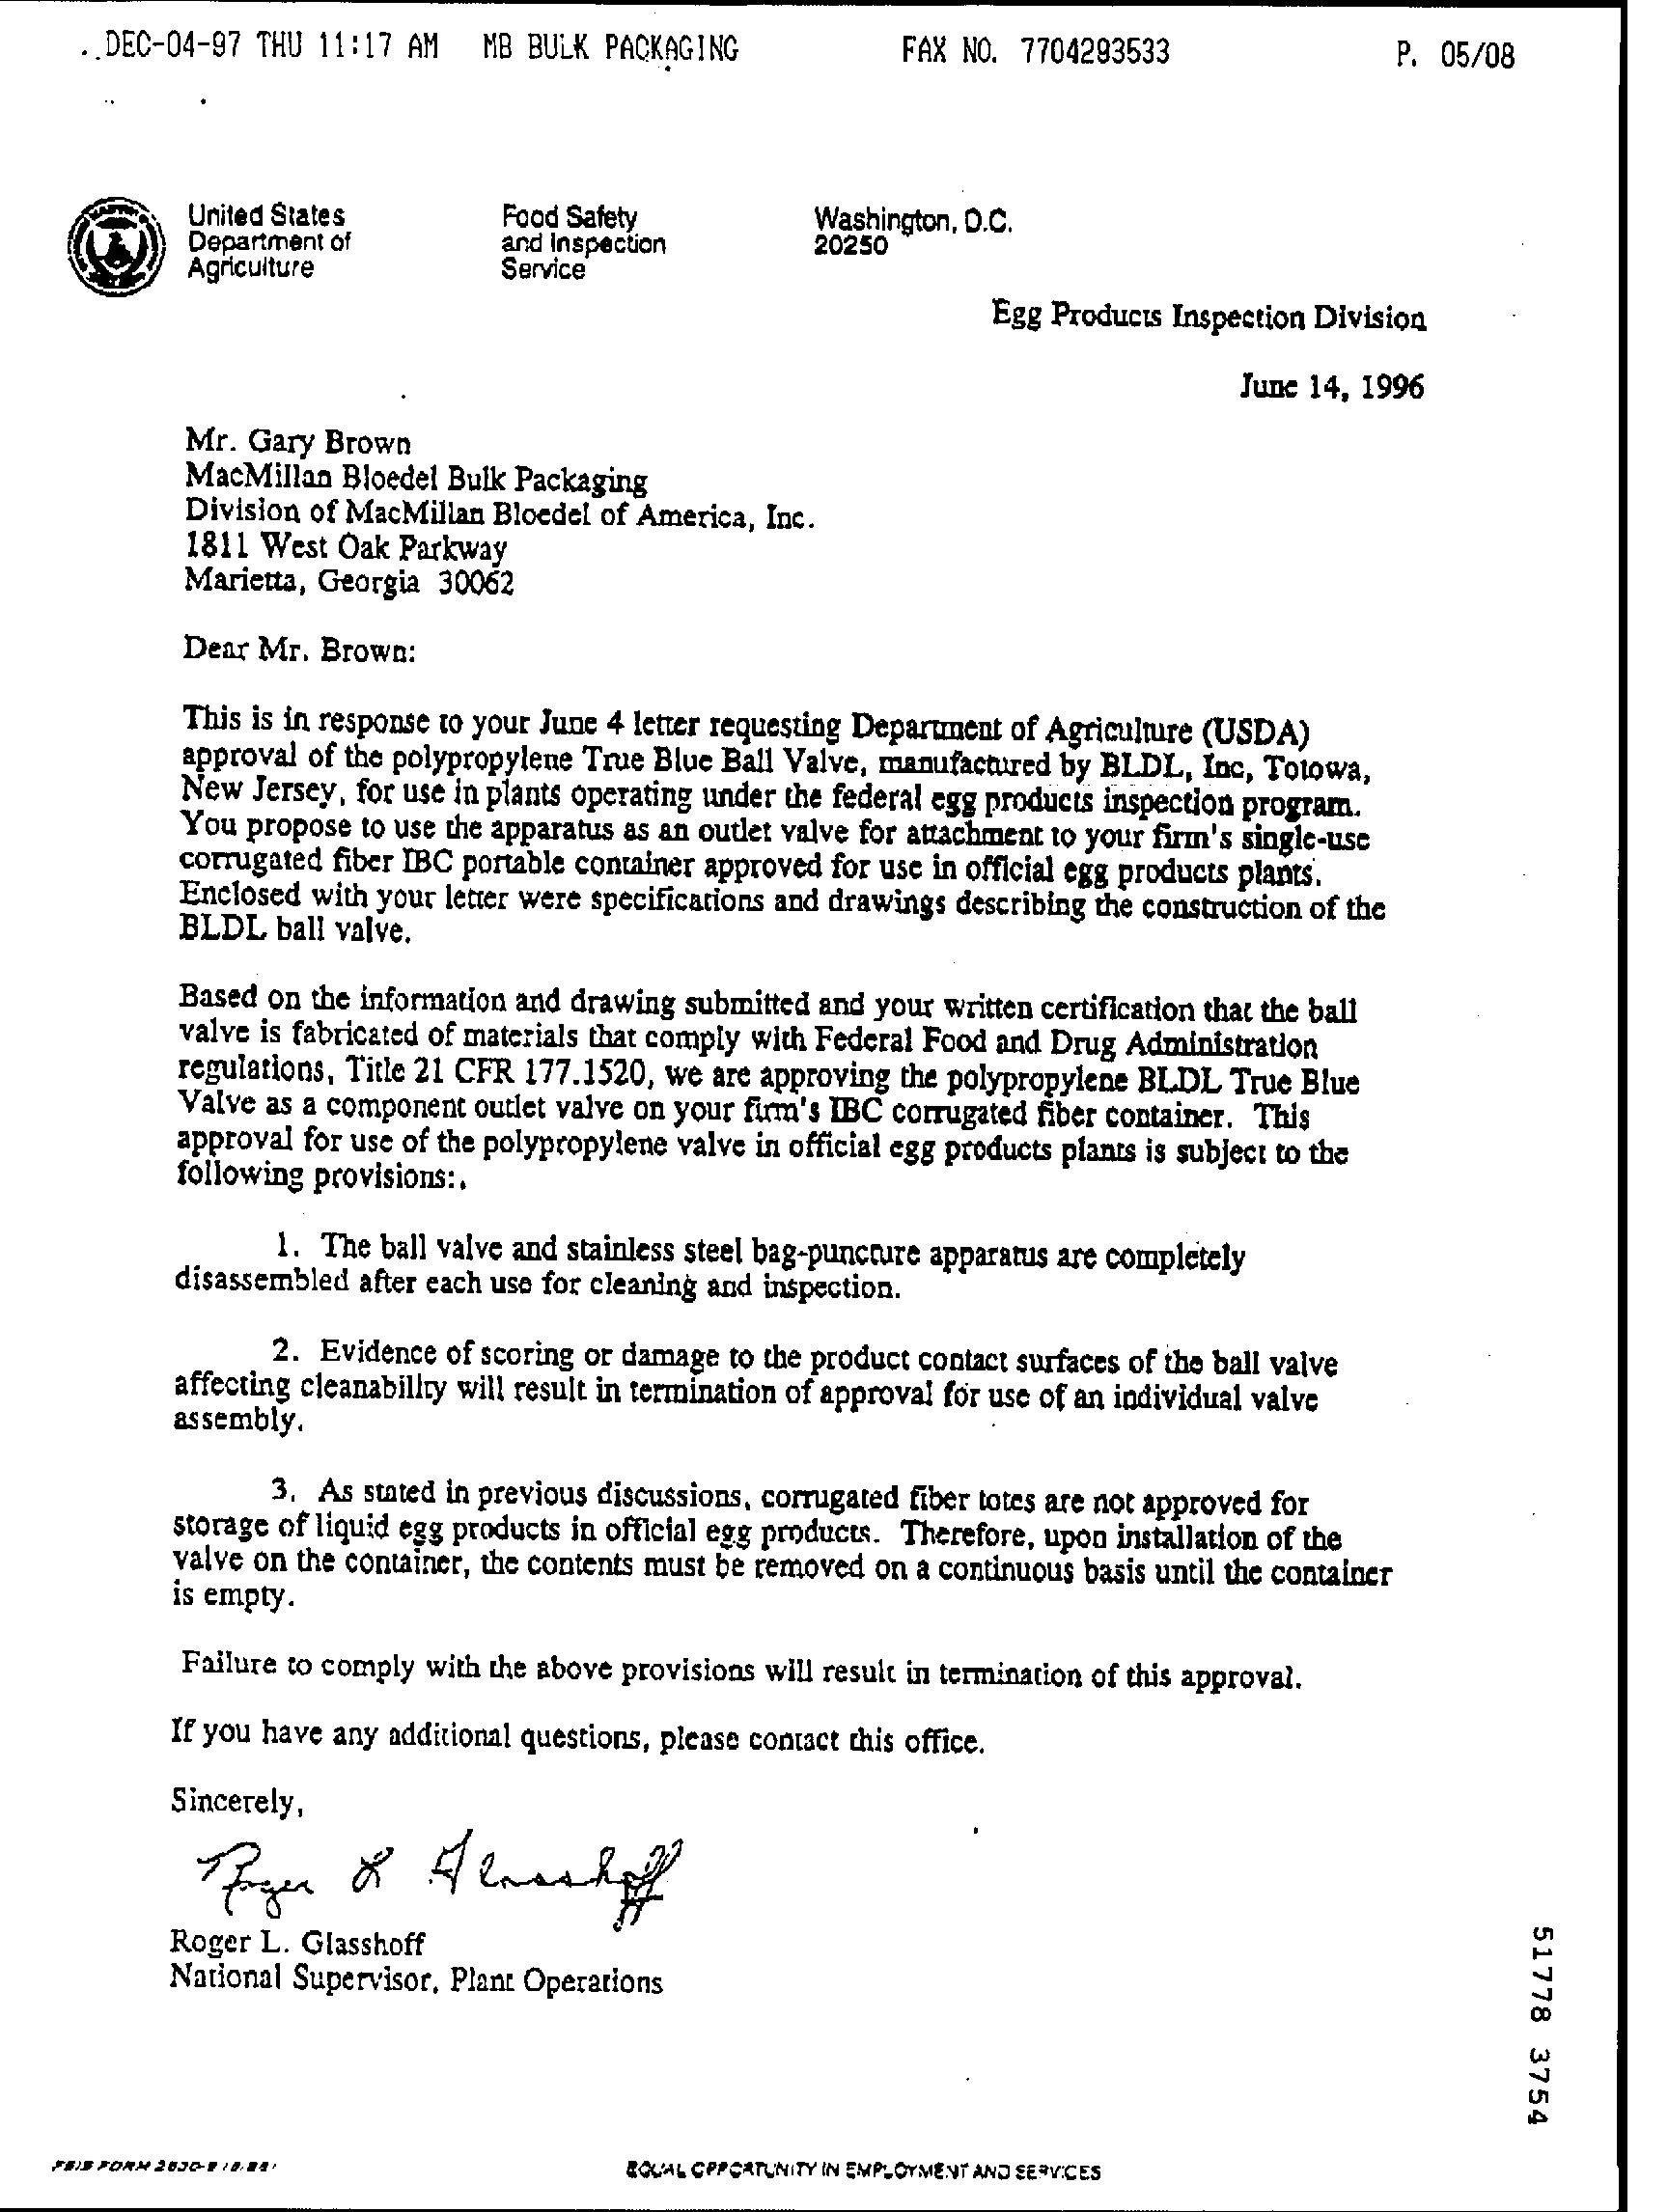 DEC-04-97 THU 11:17 AM MB BULK PACKAGING FAX NO. 7704293533 P. 05/08
United States
Department of
Agriculture
Food Safety
and Inspection
Service
Washington, D.C.
20250
Egg Products Inspection Division
June 14, 1996
Mr. Gary Brown
MacMillan Bloedel Bulk Packaging
Division of MacMillan Bloedel of America, Inc.
1811 West Oak Parkway
Marietta, Georgia 30062
Dear Mr. Brown:
This is in response to your June 4 letter requesting Department of Agriculture (USDA)
approval of the polypropylene True Blue Ball Valve, manufactured by BLDL, Inc, Totowa,
New Jersey, for use in plants operating under the federal egg products inspection program.
You propose to use the apparatus as an outlet valve for attachment to your firm's single-use
corrugated fiber IBC portable container approved for use in official egg products plants.
Enclosed with your letter were specifications and drawings describing the construction of the
BLDL ball valve.
Based on the information and drawing submitted and your written certification that the ball
valve is fabricated of materials that comply with Federal Food and Drug Administration
regulations, Title 21 CFR 177.1520, we are approving the polypropylene BLDL True Blue
Valve as a component outlet valve on your firm's IBC corrugated fiber container. This
approval for use of the polypropylene valve in official egg products plants is subject to the
following provisions:.
1. The ball valve and stainless steel bag-puncture apparatus are completely
disassembled after each use for cleaning and inspection.
2. Evidence of scoring or damage to the product contact surfaces of the ball valve
affecting cleanability will result in termination of approval for use of an individual valve
assembly.
3. As stated in previous discussions, corrugated fiber totes are not approved for
storage of liquid egg products in official egg products. Therefore, upon installation of the
valve on the container, the contents must be removed on a continuous basis until the container
is empty.
Failure to comply with the above provisions will result in termination of this approval.
If you have any additional questions, please contact this office.
Sincerely,
Roger L Glasshoff
Roger L. Glasshoff
National Supervisor, Plant Operations
51778 3754
FSIS FORM
EQUAL OPPORTUNITY IN EMPLOYMENT AND SERVICES